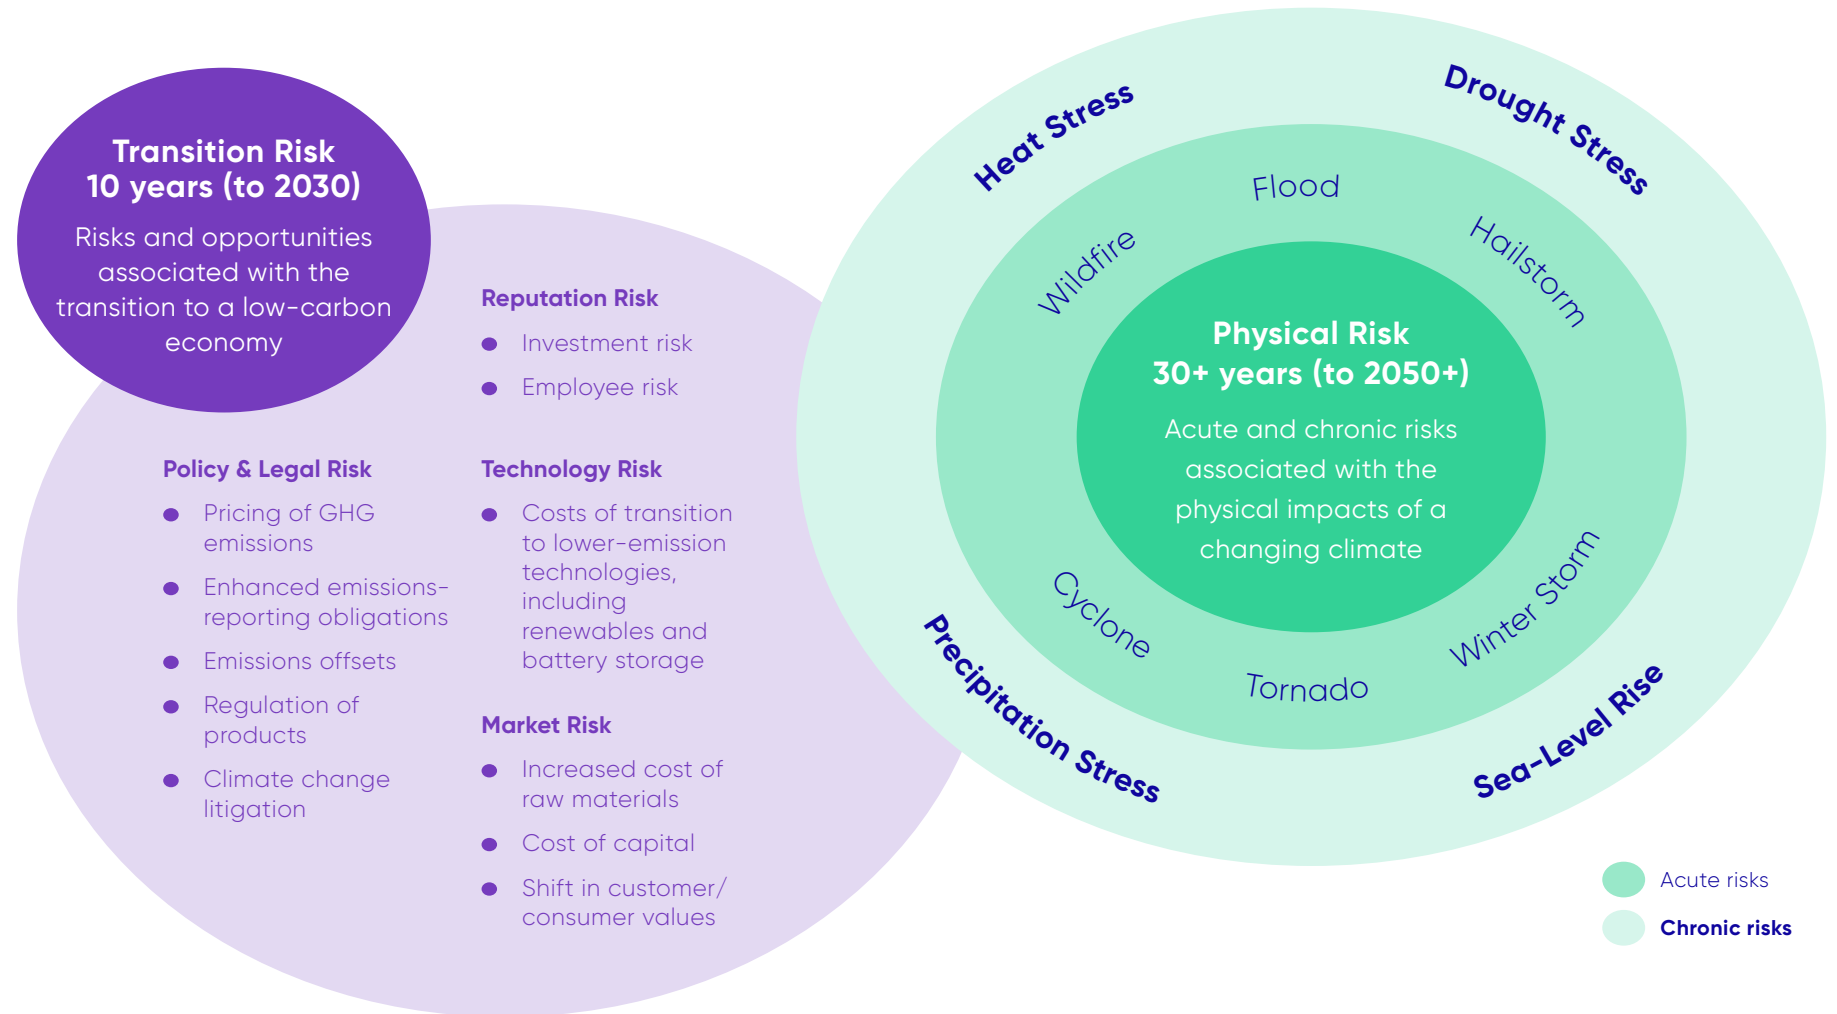 Transition Risk
10 years (to 2030)
Risks and opportunities
associated with the
transition to a low-carbon
economy
Reputation Risk
Investment risk
Employee risk
Policy & Legal Risk
Pricing of GHG
emissions
Enhanced emissions-
reporting obligations
Emissions offsets
Regulation of
products
Climate change
litigation
Technology Risk
Costs of transition
to lower-emission
technologies,
including
renewables and
battery storage
Market Risk
Increased cost of
raw materials
Cost of capital
Shift in customer/
consumer values
Heat Stress
Drought Stress
Flood
Wildfire
Hailstorm
Physical Risk
30+ years (to 2050+)
Acute and chronic risks
associated with the
physical impacts of a
changing climate
Cyclone
Tornado
Winter Storm
Precipitation Stress
Sea-Level Rise
Acute risks
Chronic risks